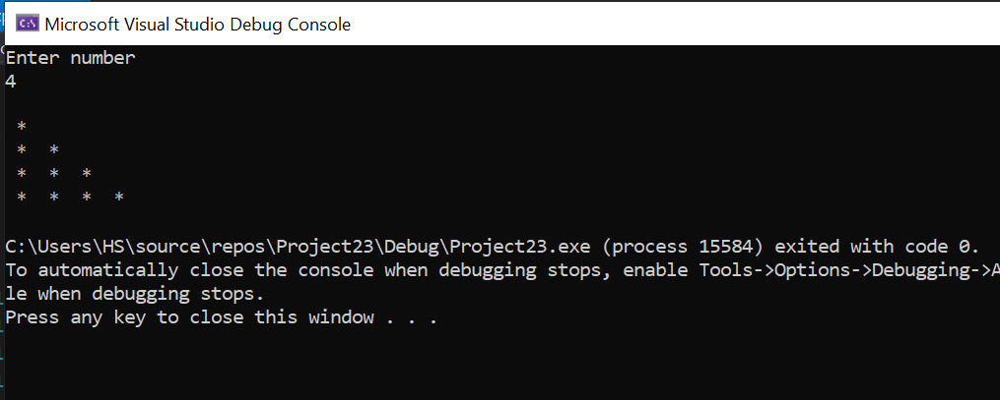 C:\ Microsoft Visual Studio Debug Console
Enter number
4
*
* *
* * *
* * * *
C:\Users\HS\source\repos\Project23\Debug\Project23.exe (process 15584) exited with code 0.
To automatically close the console when debugging stops, enable Tools->Options->Debugging->A
le when debugging stops.
Press any key to close this window . . .